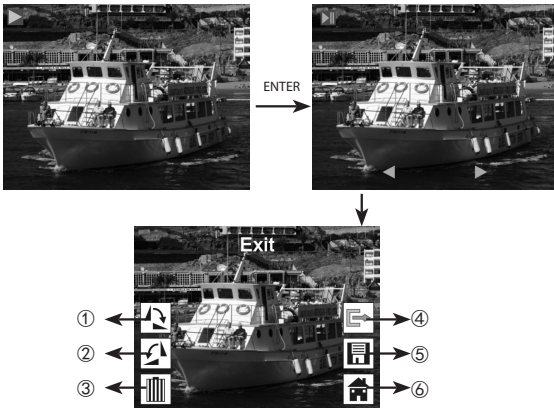 ENTER
Exit
① ④
② ⑤
③ ⑥